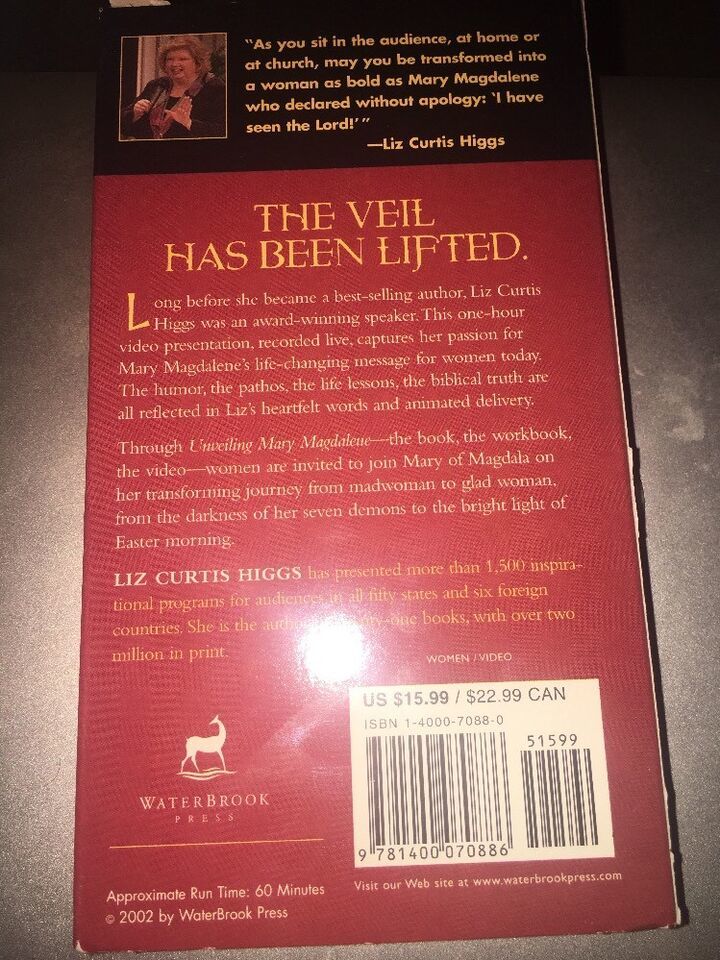 "As you sit in the audience, at home or
at church, may you be transformed into
a woman as bold as Mary Magdalene
who declared without apology: 'I have
seen the Lord!'"
—Liz Curtis Higgs
THE VEIL
HAS BEEN LIFTED.
Long before she became a best-selling author, Liz Curtis
Higgs was an award-winning speaker. This one-hour
video presentation, recorded live, captures her passion for
Mary Magdalene's life-changing message for women today.
The humor, the pathos, the life lessons, the biblical truth are
all reflected in Liz's heartfelt words and animated delivery.
Through Unveiling Mary Magdalene—the book, the workbook,
the video—women are invited to join Mary of Magdala on
her transforming journey from madwoman to glad woman,
from the darkness of her seven demons to the bright light of
Easter morning.
LIZ CURTIS HIGGS has presented more than 1,500 inspira-
tional programs for audiences in all fifty states and six foreign
countries. She is the books, with over two
million in print.
WOMEN / VIDEO
US $15.99 / $22.99 CAN
ISBN 1-4000-7088-0
51599
9 781400 070886
WATERBROOK
PRESS
Approximate Run Time: 60 Minutes
© 2002 by WaterBrook Press
Visit our Web site at www.waterbrookpress.com